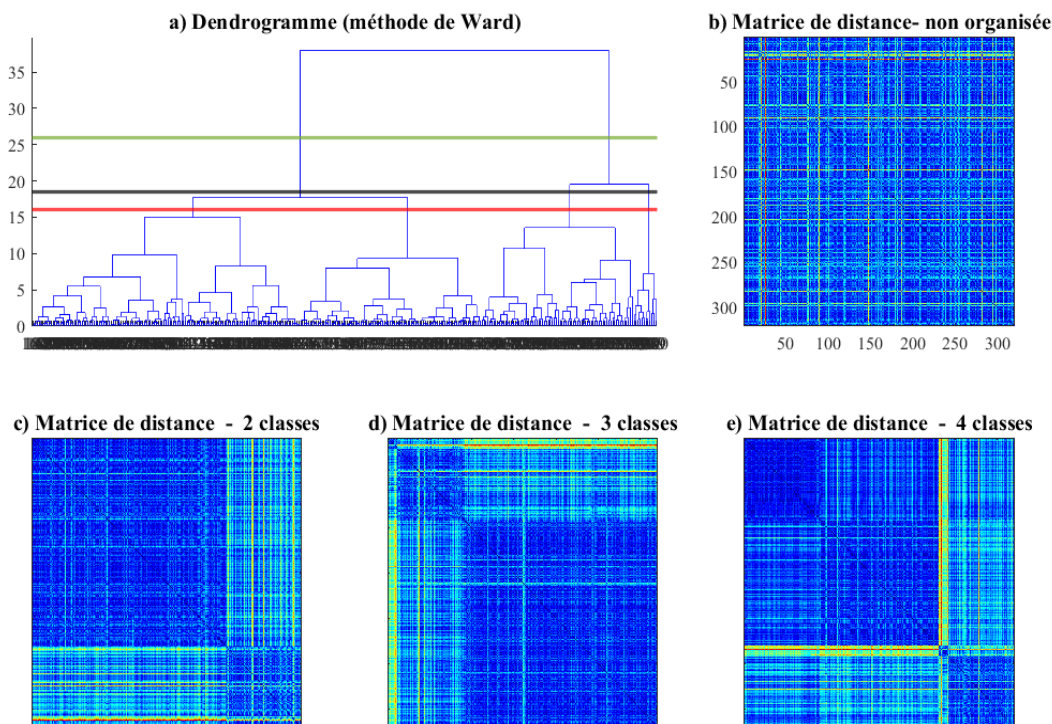 a) Dendrogramme (méthode de Ward)
35
30
25
20
15
10
5
0
b) Matrice de distance- non organisée
50
100
150
200
250
300
50 100 150 200 250 300
c) Matrice de distance - 2 classes
d) Matrice de distance - 3 classes
e) Matrice de distance - 4 classes